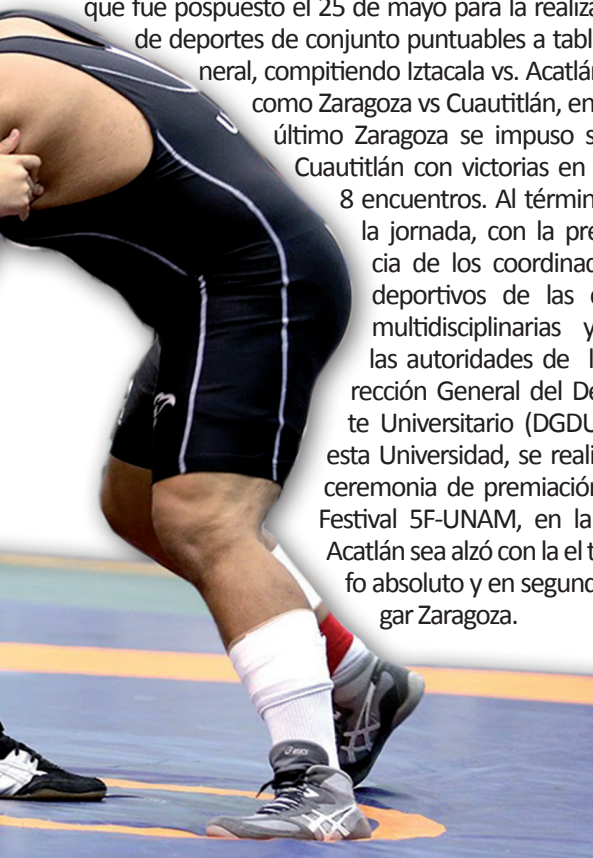 que fue pospuesto el 25 de mayo para la realiza
de deportes de conjunto puntuables a tabl
neral, compitiendo Iztacala vs. Acatlán
como Zaragoza vs Cuautitlán, en
último Zaragoza se impuso s
Cuautitlán con victorias en
8 encuentros. Al términ
la jornada, con la pre
cia de los coordinad
deportivos de las
multidisciplinarias y
las autoridades de l
rección General del De
te Universitario (DGDU
esta Universidad, se reali
ceremonia de premiación
Festival 5F-UNAM, en la
Acatlán sea alzó con la el t
fo absoluto y en segund
gar Zaragoza.
asics